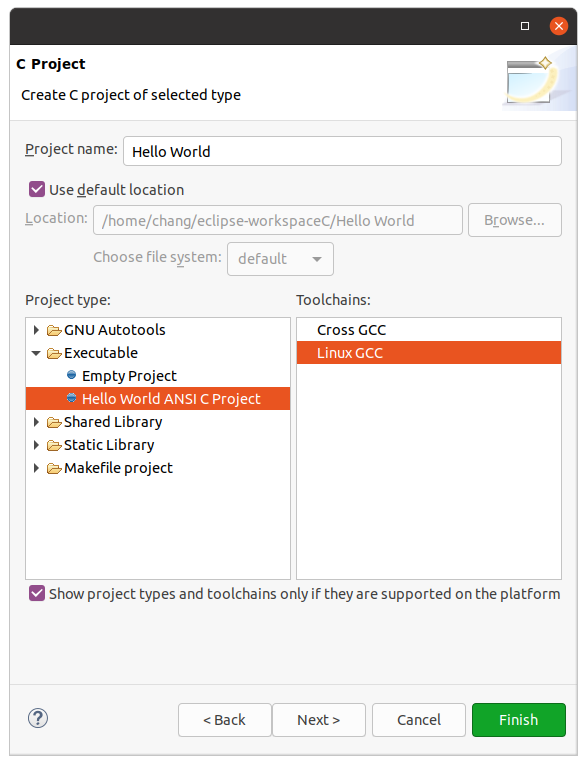 C Project
Create C project of selected type
Project name: Hello World
Use default location
Location: /home/chang/eclipse-workspaceC/Hello World Browse...
Choose file system: default
Project type: Toolchains:
GNU Autotools Cross GCC
Executable Linux GCC
Empty Project
Hello World ANSI C Project
Shared Library
Static Library
Makefile project
Show project types and toolchains only if they are supported on the platform
? < Back Next > Cancel Finish